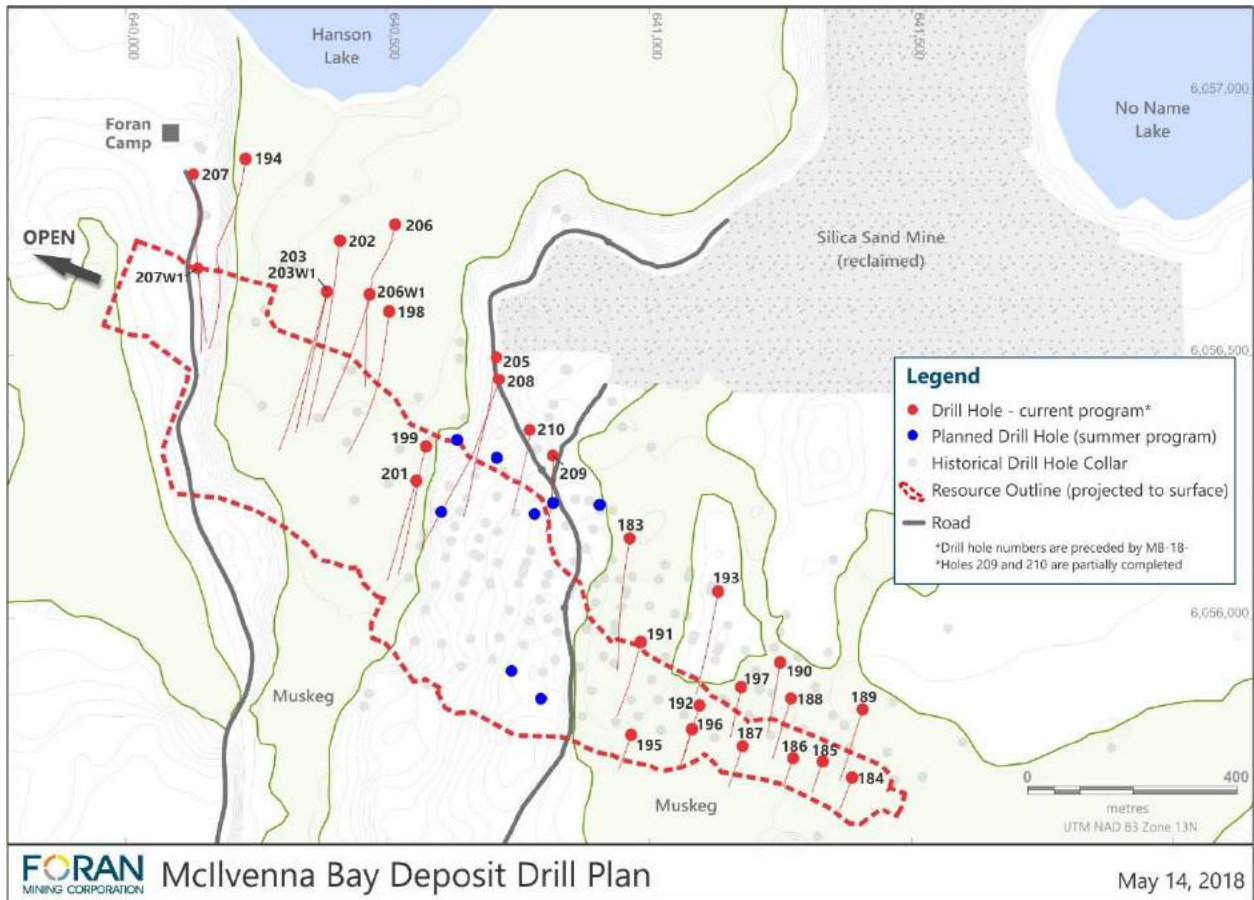 640,000
640,500
641,000
641,500
Hanson
Lake
6,057,000
No Name
Lake
Foran
Camp
194
207
OPEN
206
202
Silica Sand Mine
(reclaimed)
203
203W1
207W1
206W1
198
205
6,056,500
208
Legend
Drill Hole - current program*
Planned Drill Hole (summer program)
Historical Drill Hole Collar
Resource Outline (projected to surface)
Road
*Drill hole numbers are preceded by MB-18-
*Holes 209 and 210 are partially completed
210
199
209
201
183
193
6,056,000
191
190
197
Muskeg
188
189
192
196
195
187
186
185
184
Muskeg
0
400
metres
UTM NAD 83 Zone 13N
FORAN
MINING CORPORATION
McIlvenna Bay Deposit Drill Plan
May 14, 2018